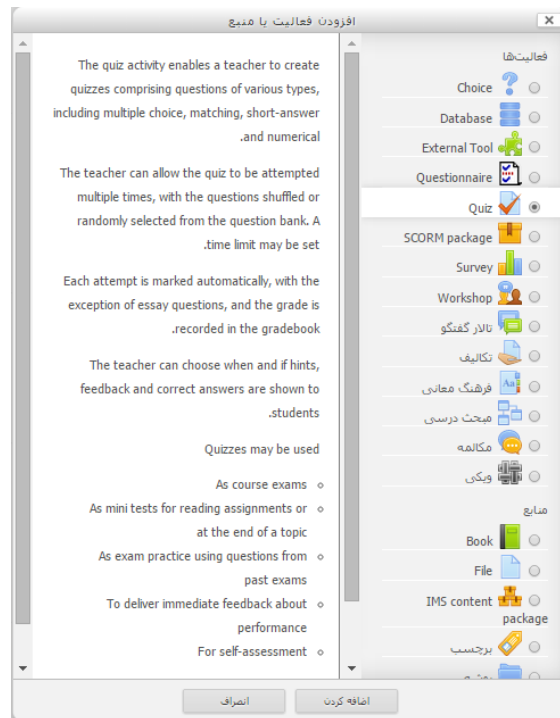 افزودن فعالیت یا منبع
فعالیت‌ها
Choice
Database
External Tool
Questionnaire
Quiz
SCORM package
Survey
Workshop
تالار گفتگو
تکالیف
فرهنگ معانی
مبحث درسی
مکالمه
ویکی
منابع
Book
File
IMS content
package
برچسب
The quiz activity enables a teacher to create
quizzes comprising questions of various types,
including multiple choice, matching, short-answer
.and numerical
The teacher can allow the quiz to be attempted
multiple times, with the questions shuffled or
randomly selected from the question bank. A
.time limit may be set
Each attempt is marked automatically, with the
exception of essay questions, and the grade is
.recorded in the gradebook
The teacher can choose when and if hints,
feedback and correct answers are shown to
.students
Quizzes may be used
As course exams
As mini tests for reading assignments or
at the end of a topic
As exam practice using questions from
past exams
To deliver immediate feedback about
performance
For self-assessment
اضافه کردن
انصراف